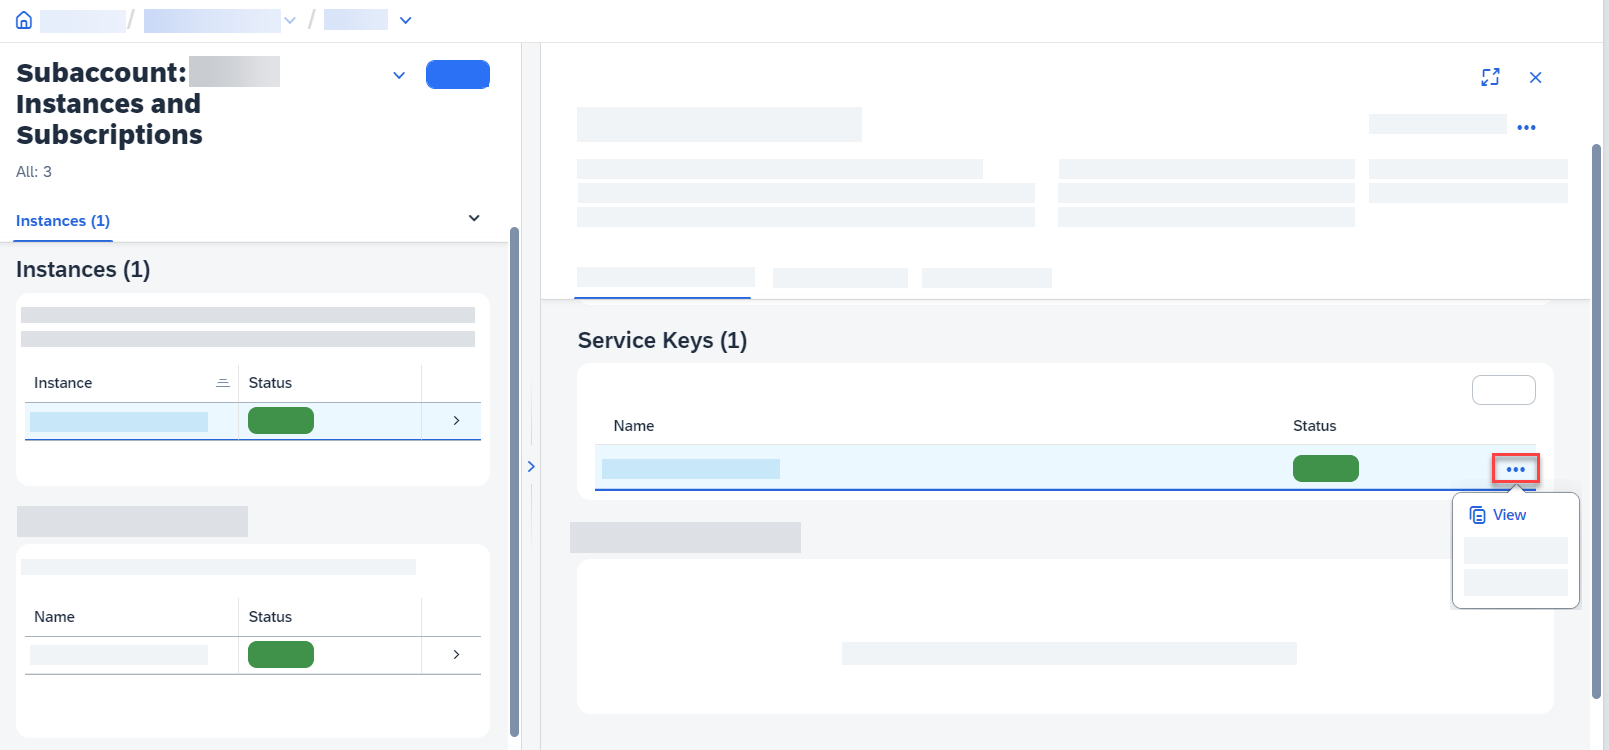 Subaccount:
Instances and
Subscriptions
All: 3
Instances (1)
Instances (1)
Instance
Status
Name
Status
Service Keys (1)
Name
Status
View